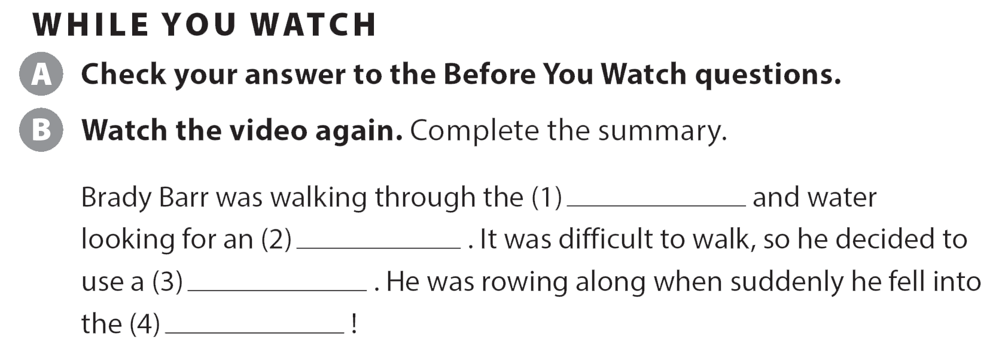 WHILE YOU WATCH
A Check your answer to the Before You Watch questions.
B Watch the video again. Complete the summary.
Brady Barr was walking through the (1) ____________ and water
looking for an (2) ___________ . It was difficult to walk, so he decided to
use a (3) ____________ . He was rowing along when suddenly he fell into
the (4) ____________ !